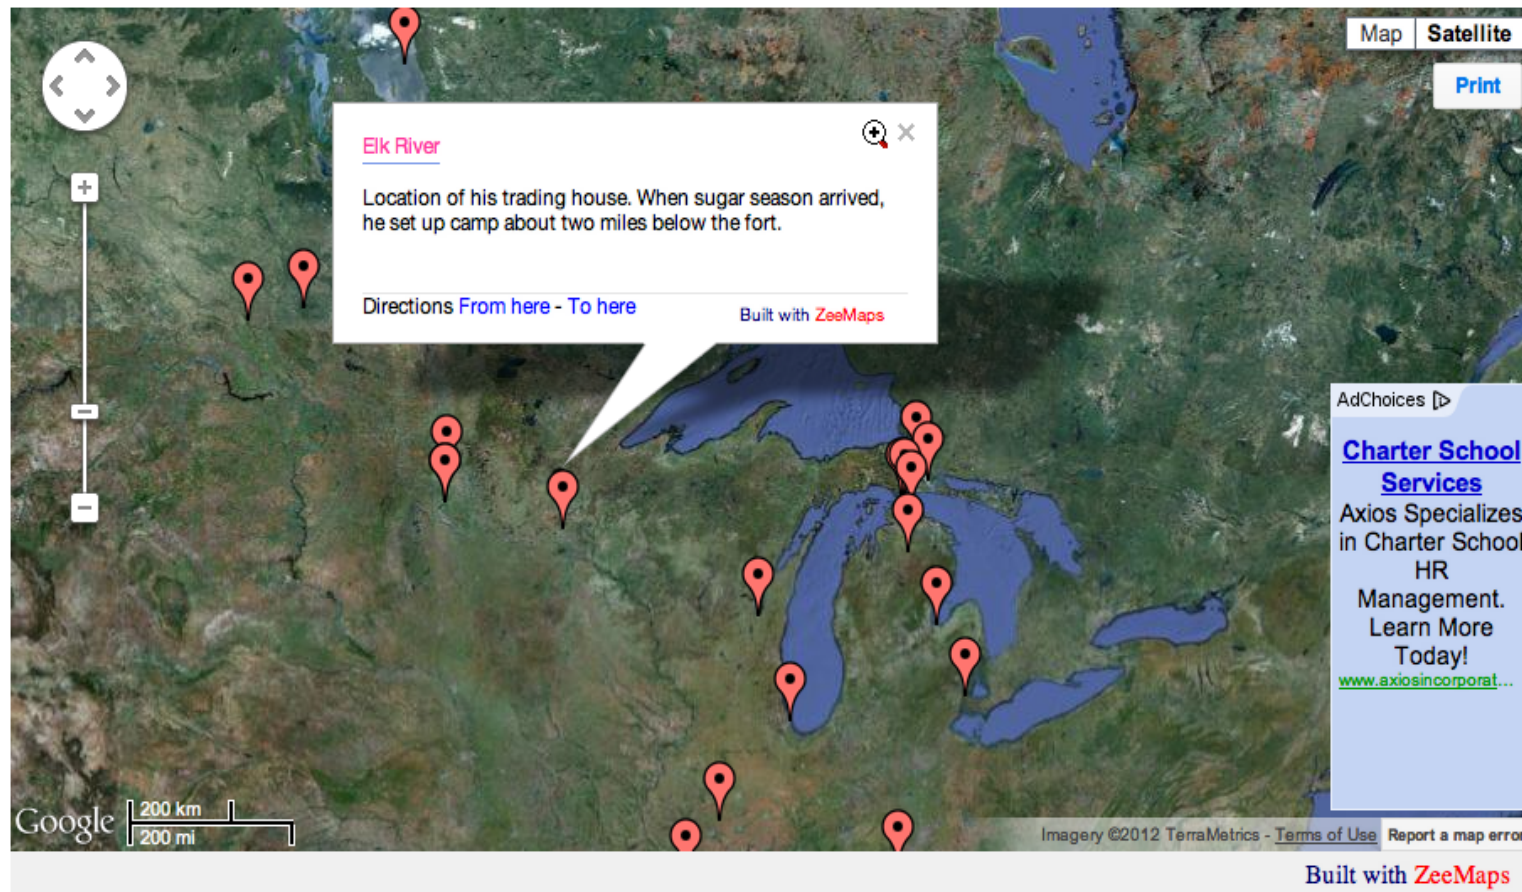 Map Satellite
Print
Elk River
Location of his trading house. When sugar season arrived,
he set up camp about two miles below the fort.
Directions From here - To here
Built with ZeeMaps
AdChoices
Charter School
Services
Axios Specializes
in Charter School
HR
Management.
Learn More
Today!
www.axiosincorporat...
Google
200 km
200 mi
Imagery ©2012 TerraMetrics - Terms of Use Report a map error
Built with ZeeMaps